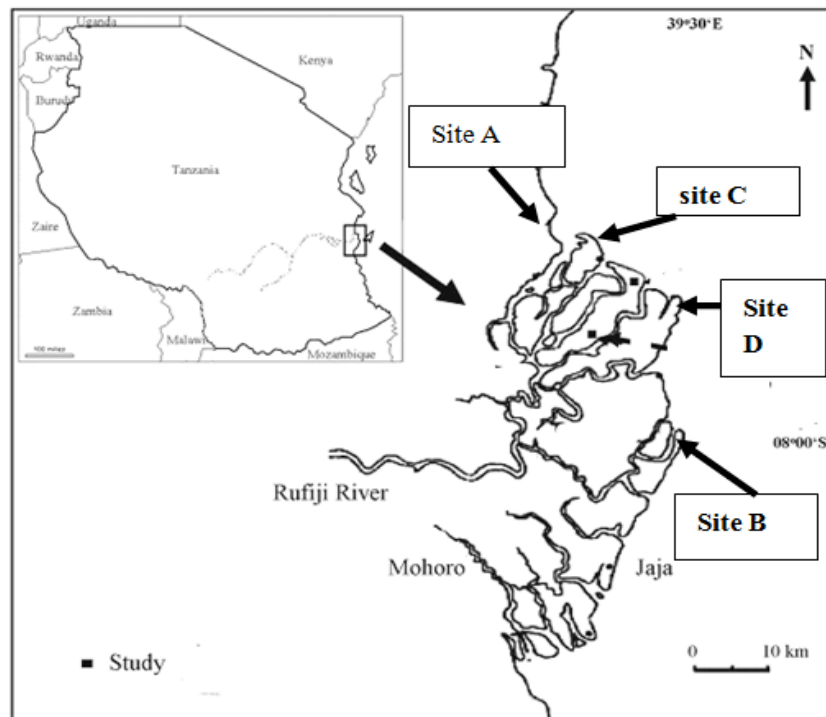 Uganda
Rwanda
Burudi
Kenya
Tanzania
Zaire
Zambia
Malawi
Mozambique
39°30'E
N
Site A
site C
Site
D
08°00'S
Rufiji River
Site B
Mohoro
Jaja
Study
0 10 km